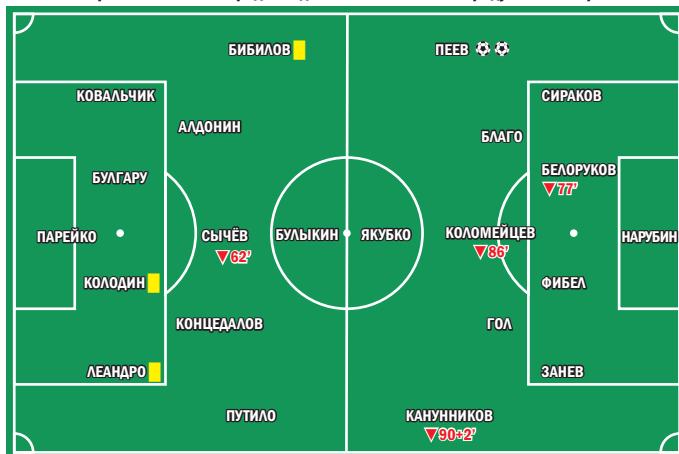 БИБИЛОВ
ПЕЕВ
КОВАЛЬЧИК
СИРАКОВ
АЛДОНИН
БЛАГО
БУЛГАРУ
БЕЛОРУКОВ
▼77'
ПАРЕЙКО
СЫЧЁВ
▼62'
БУЛЫКИН
ЯКУБКО
КОЛОМЕЙЦЕВ
▼86'
НАРУБИН
КОЛОДИН
ФИБЕЛ
КОНЦЕДАЛОВ
ГОЛ
ЛЕАНДРО
ЗАНЕВ
ПУТИЛО
КАНУННИКОВ
▼90+2'